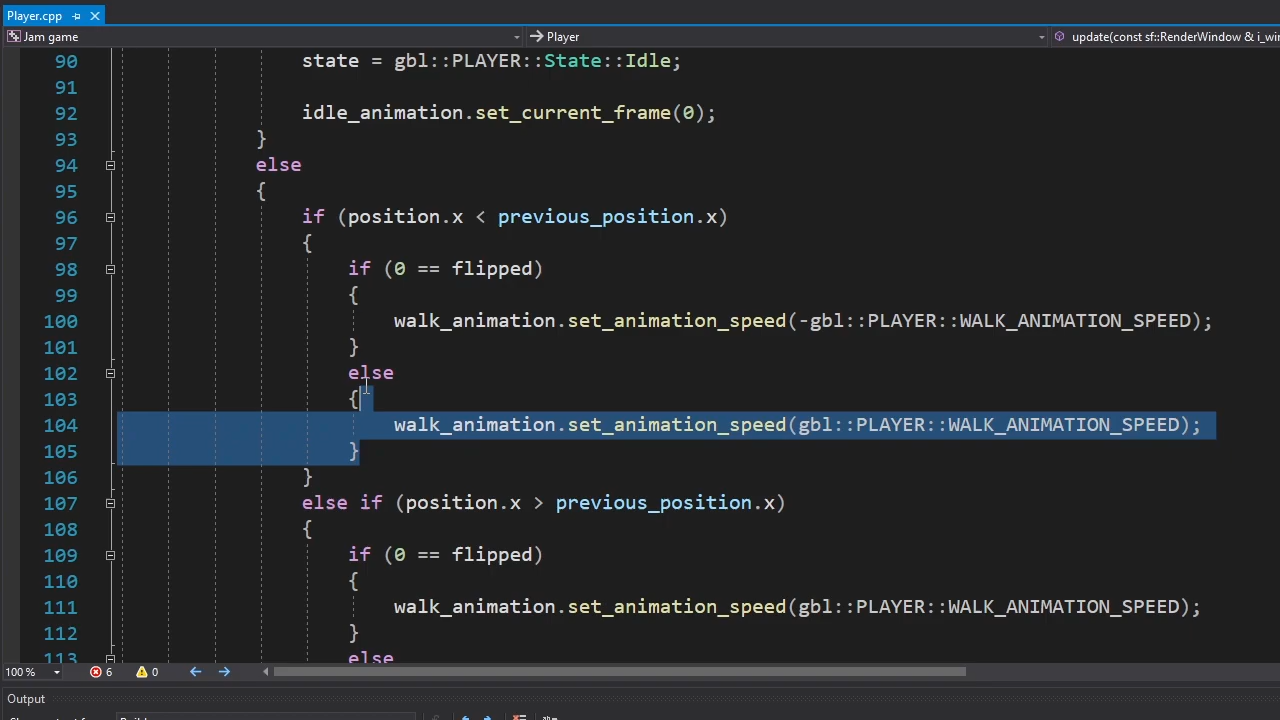 Player.cpp
Jam game
Player
update(const sf::RenderWindow & i_wi
90 state = gbl::PLAYER::State::Idle;
91
92 idle_animation.set_current_frame(0);
93 }
94 else
95 {
96 if (position.x < previous_position.x)
97 {
98 if (0 == flipped)
99 {
100 walk_animation.set_animation_speed(-gbl::PLAYER::WALK_ANIMATION_SPEED);
101 }
102 else
103 {
104 walk_animation.set_animation_speed(gbl::PLAYER::WALK_ANIMATION_SPEED);
105 }
106 }
107 else if (position.x > previous_position.x)
108 {
109 if (0 == flipped)
110 {
111 walk_animation.set_animation_speed(gbl::PLAYER::WALK_ANIMATION_SPEED);
112 }
113 else
100 %
6
0
Output